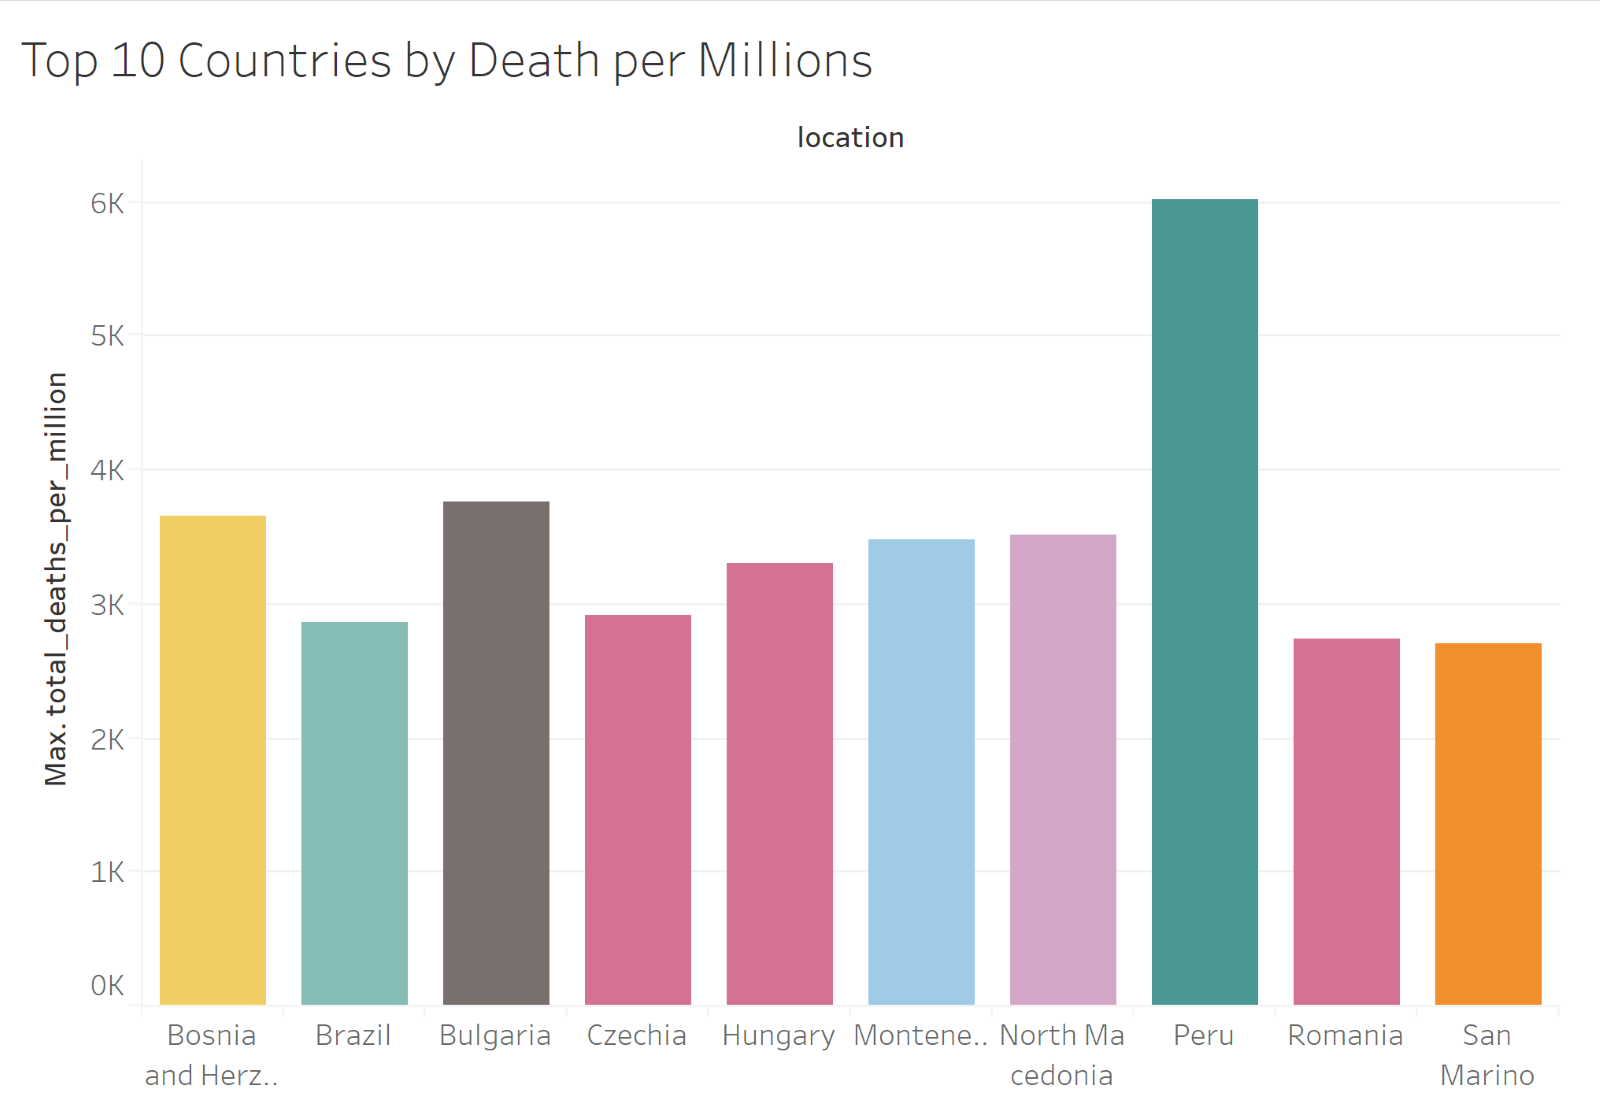 Top 10 Countries by Death per Millions
location
Max. total_deaths_per_million
6K
5K
4K
3K
2K
1K
0K
Bosnia
and Herz..
Brazil
Bulgaria
Czechia
Hungary
Montene..
North Ma
cedonia
Peru
Romania
San
Marino